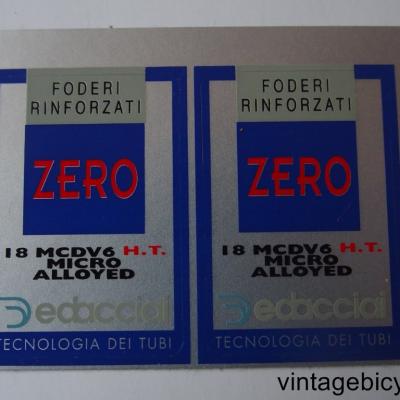 FODERI
RINFORZATI
ZERO
18 MCDV6 H.T.
MICRO
ALLOYED
Dedacciai
TECNOLOGIA DEI TUBI
FODERI
RINFORZATI
ZERO
18 MCDV6 H.T.
MICRO
ALLOYED
Dedacciai
TECNOLOGIA DEI TUBI
vintagebicy